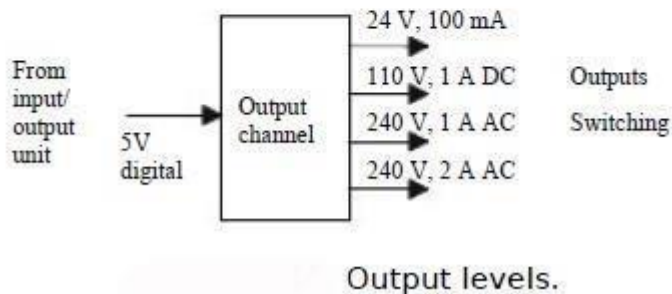 24 V, 100 mA
From
input/
output
unit
5V
digital
Output
channel
110 V, 1 A DC
240 V, 1 A AC
240 V, 2 A AC
Outputs
Switching
Output levels.